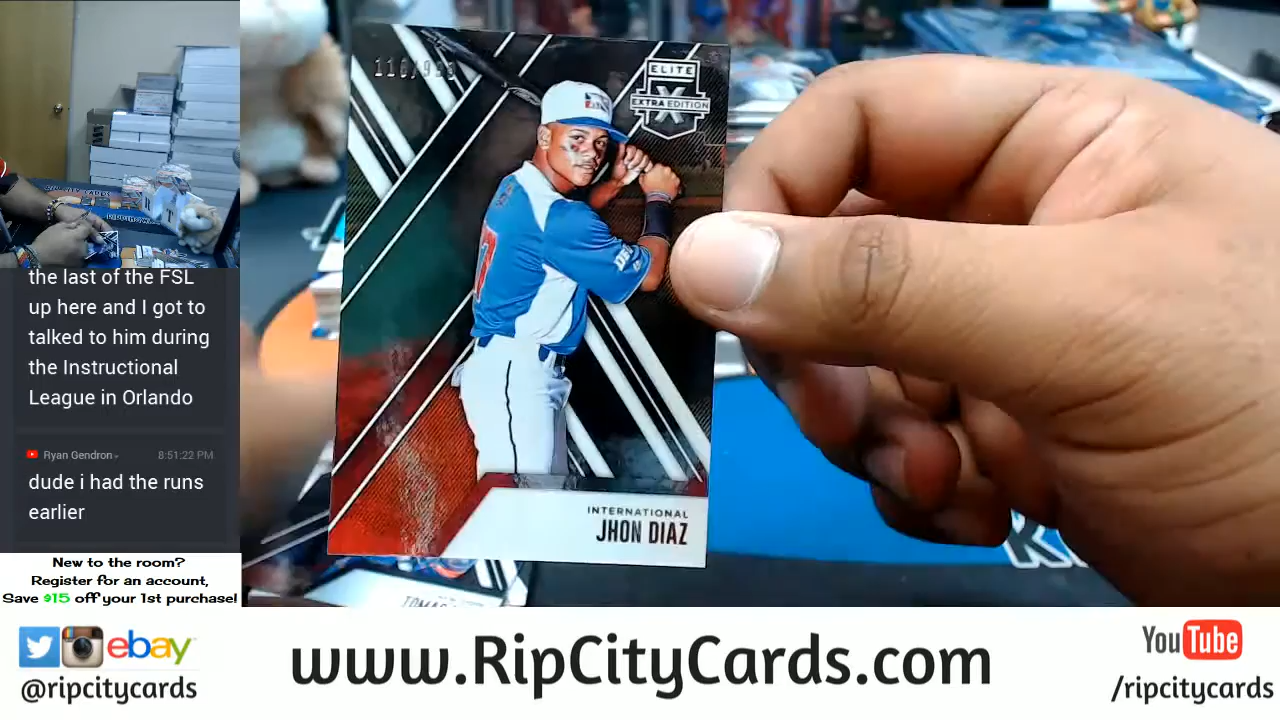 the last of the FSL
up here and I got to
talked to him during
the Instructional
League in Orlando
Ryan Gendron 8:51:22 PM
dude i had the runs
earlier
New to the room?
Register for an account,
Save $15 off your 1st purchase!
ELITE
X
EXTRA EDITION
INTERNATIONAL
JHON DIAZ
ebay
@ripcitycards
www.RipCityCards.com
YouTube
/ripcitycards